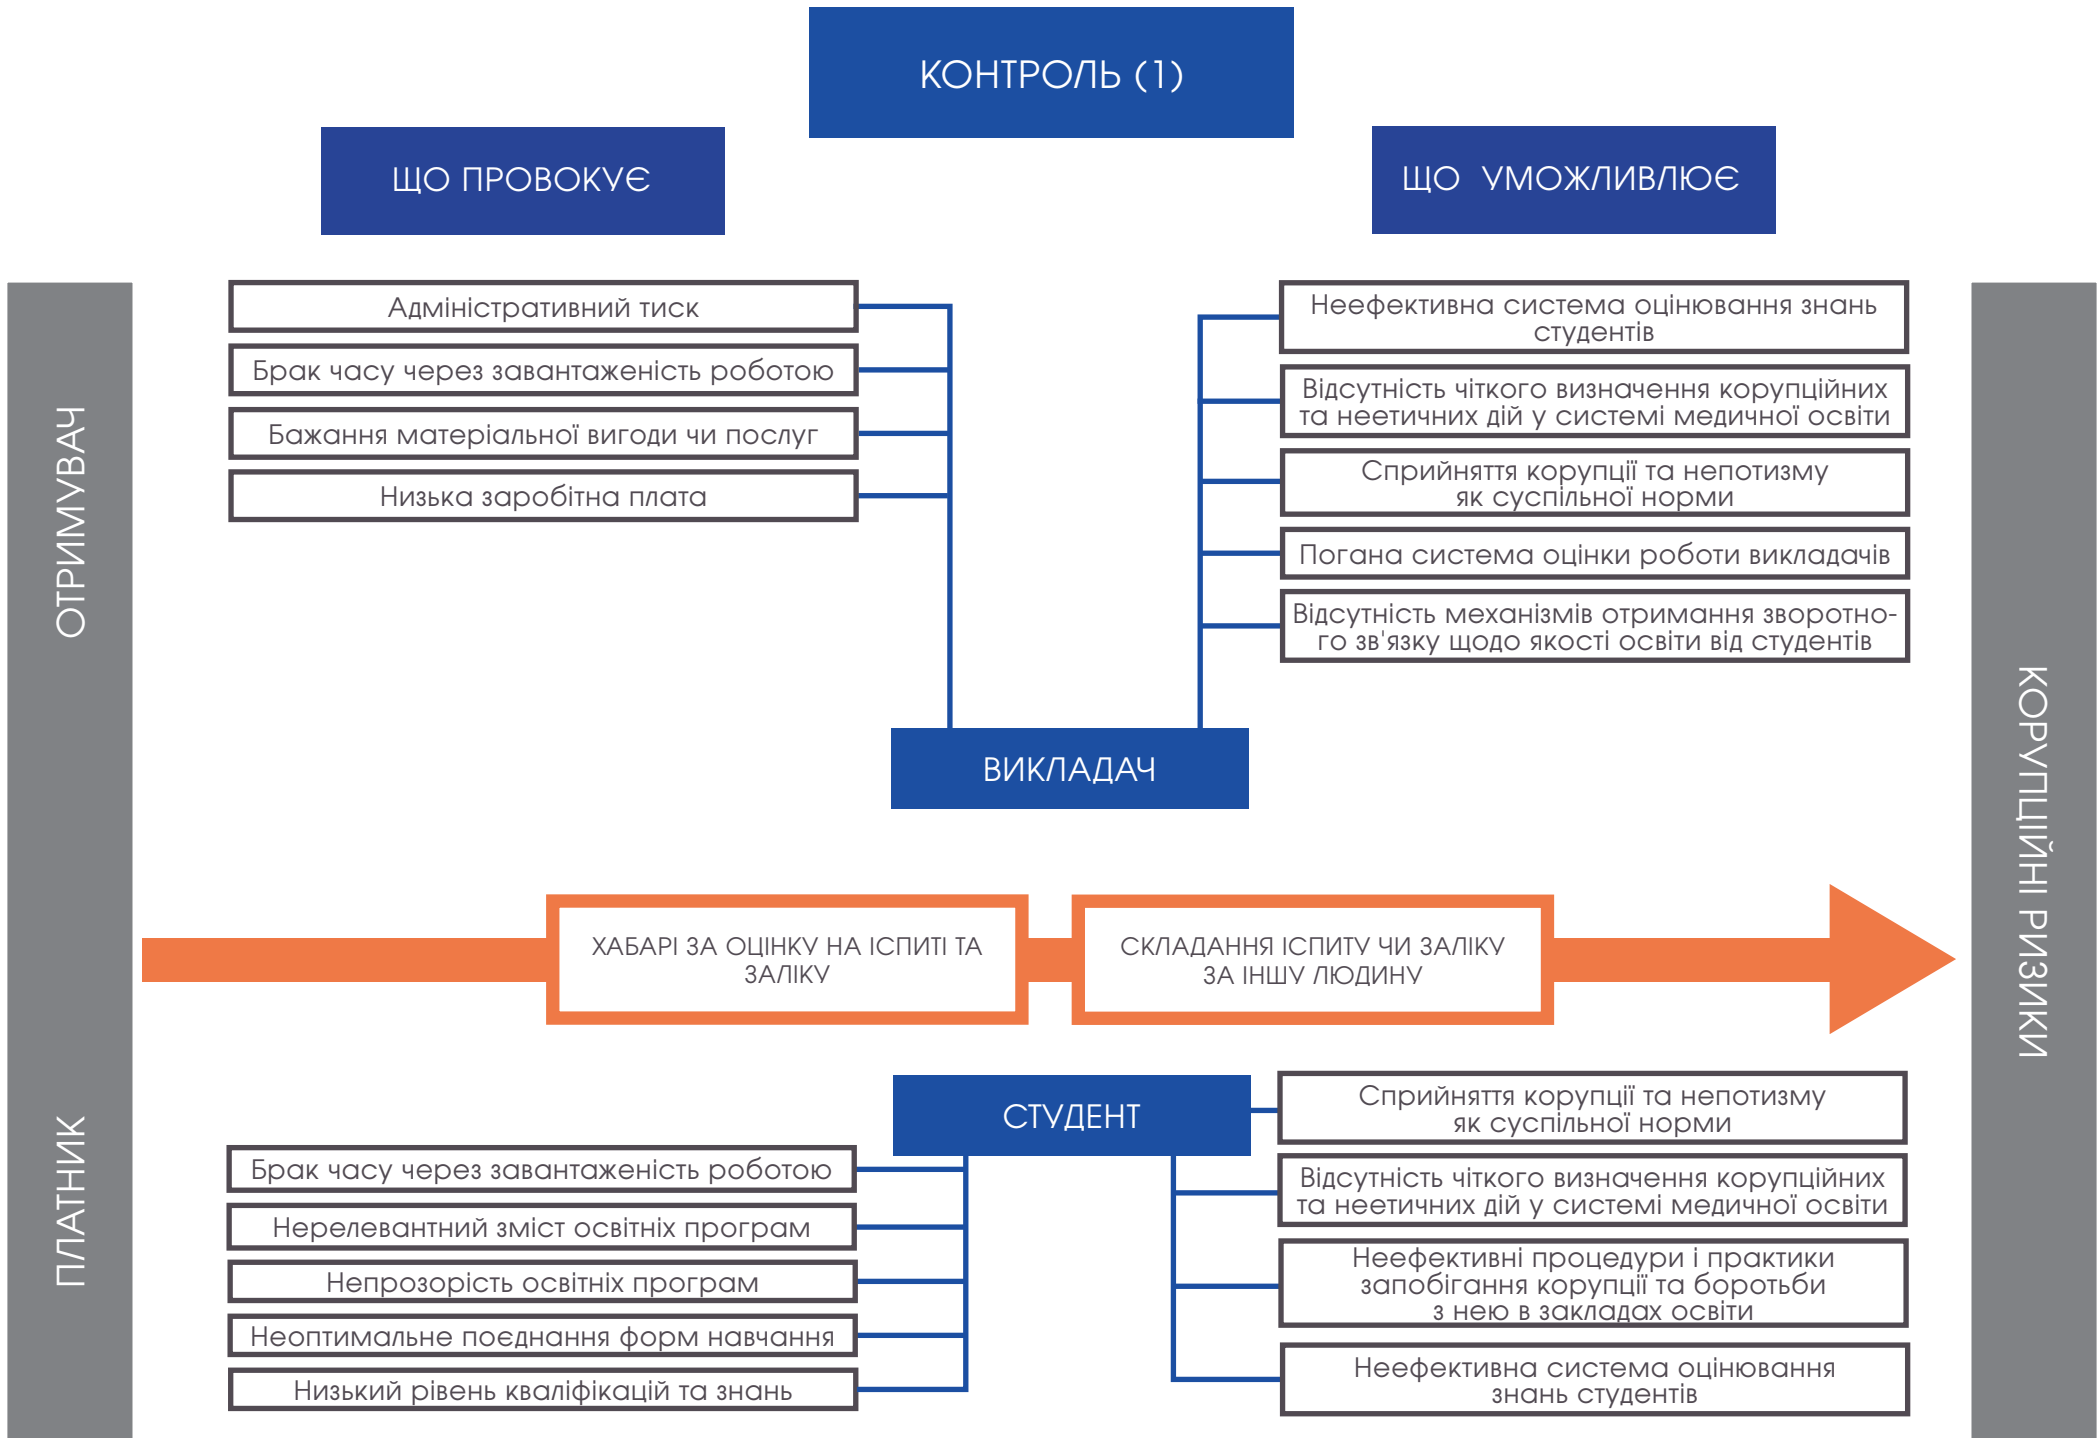 КОНТРОЛЬ (1)
ЩО ПРОВОКУЄ
ЩО УМОЖЛИВЛЮЄ
ОТРИМУВАЧ
Адміністративний тиск
Брак часу через завантаженість роботою
Бажання матеріальної вигоди чи послуг
Низька заробітна плата
Неефективна система оцінювання знань
студентів
Відсутність чіткого визначення корупційних
та неетичних дій у системі медичної освіти
Сприйняття корупції та непотизму
як суспільної норми
Погана система оцінки роботи викладачів
Відсутність механізмів отримання зворотно-
го зв'язку щодо якості освіти від студентів
ВИКЛАДАЧ
КОРУПЦІЙНІ РИЗИКИ
ХАБАРІ ЗА ОЦІНКУ НА ІСПИТІ ТА
ЗАЛІКУ
СКЛАДАННЯ ІСПИТУ ЧИ ЗАЛІКУ
ЗА ІНШУ ЛЮДИНУ
ПЛАТНИК
СТУДЕНТ
Брак часу через завантаженість роботою
Нерелевантний зміст освітніх програм
Непрозорість освітніх програм
Неоптимальне поєднання форм навчання
Низький рівень кваліфікацій та знань
Сприйняття корупції та непотизму
як суспільної норми
Відсутність чіткого визначення корупційних
та неетичних дій у системі медичної освіти
Неефективні процедури і практики
запобігання корупції та боротьби
з нею в закладах освіти
Неефективна система оцінювання
знань студентів